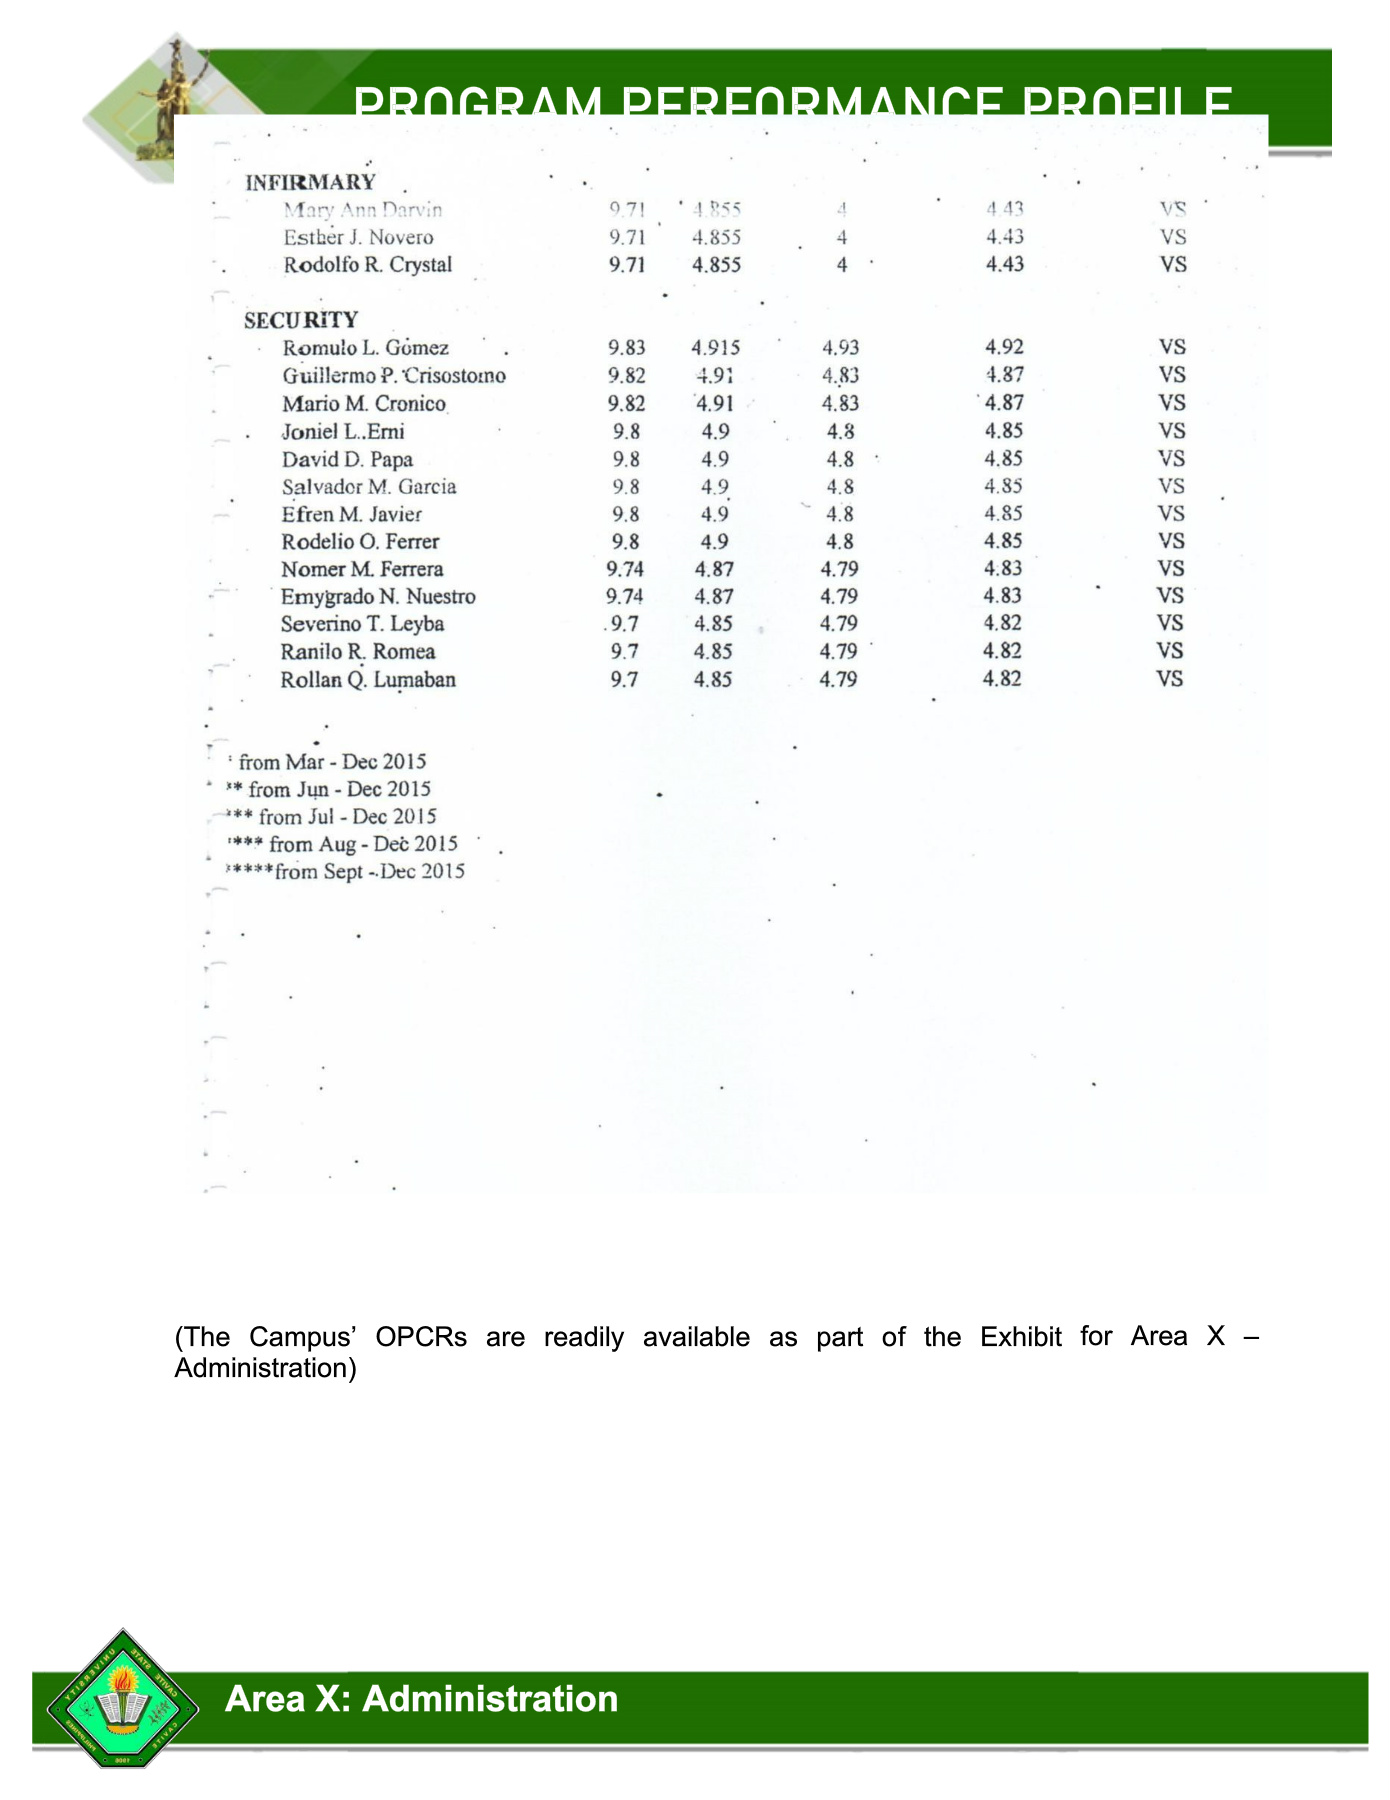 PROGRAM PERFORMANCE PROFILE
INFIRMARY
Mary Ann Darvin 9.71 4.855 4 4.43 VS
Esther J. Novero 9.71 4.855 4 4.43 VS
Rodolfo R. Crystal 9.71 4.855 4 4.43 VS
SECURITY
Romulo L. Gomez 9.83 4.915 4.93 4.92 VS
Guillermo P. Crisostomo 9.82 4.91 4.83 4.87 VS
Mario M. Cronico 9.82 4.91 4.83 4.87 VS
Joniel L. Erni 9.8 4.9 4.8 4.85 VS
David D. Papa 9.8 4.9 4.8 4.85 VS
Salvador M. Garcia 9.8 4.9 4.8 4.85 VS
Efren M. Javier 9.8 4.9 4.8 4.85 VS
Rodelio O. Ferrer 9.8 4.9 4.8 4.85 VS
Nomer M. Ferrera 9.74 4.87 4.79 4.83 VS
Emygrado N. Nuestro 9.74 4.87 4.79 4.83 VS
Severino T. Leyba 9.7 4.85 4.79 4.82 VS
Ranilo R. Romea 9.7 4.85 4.79 4.82 VS
Rollan Q. Lumaban 9.7 4.85 4.79 4.82 VS
* from Mar - Dec 2015
** from Jun - Dec 2015
*** from Jul - Dec 2015
**** from Aug - Dec 2015
*****from Sept - Dec 2015
(The Campus’ OPCRs are readily available as part of the Exhibit for Area X –
Administration)
CAVITE STATE UNIVERSITY
CAVITE PHILIPPINES
1906
Area X: Administration